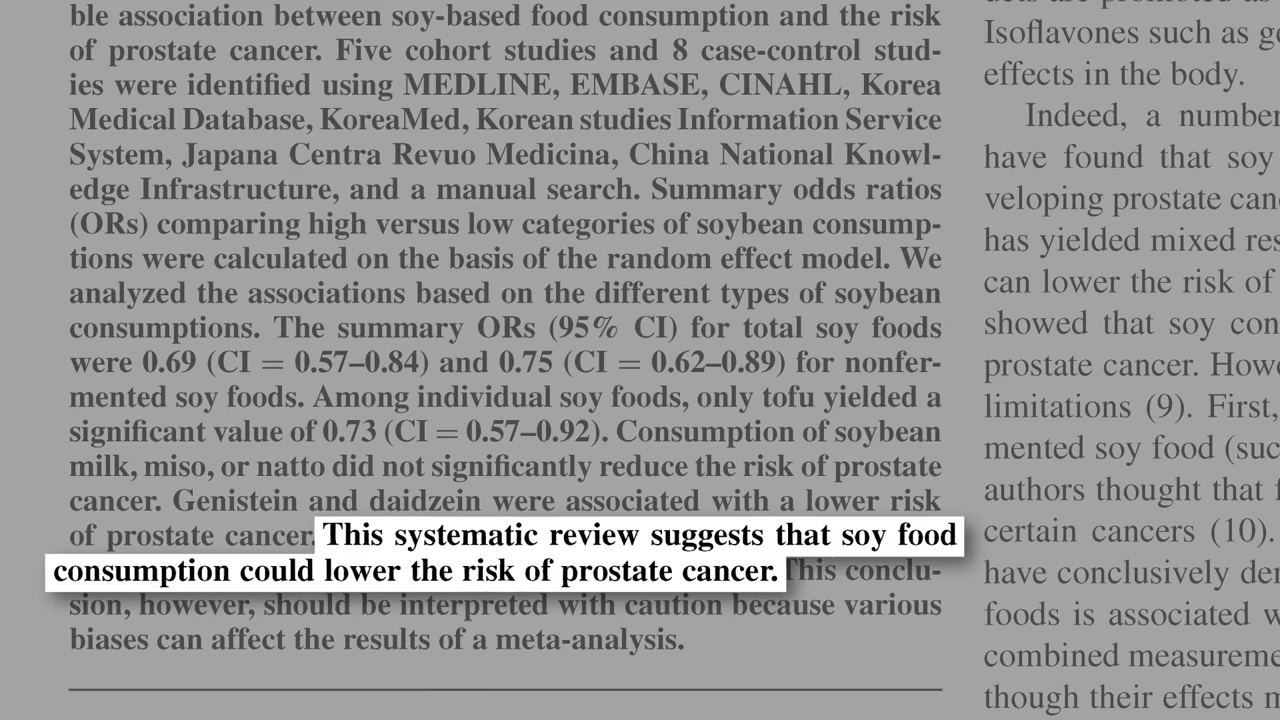 ble association between soy-based food consumption and the risk
of prostate cancer. Five cohort studies and 8 case-control stud-
ies were identified using MEDLINE, EMBASE, CINAHL, Korea
Medical Database, KoreaMed, Korean studies Information Service
System, Japana Centra Revuo Medicina, China National Knowl-
edge Infrastructure, and a manual search. Summary odds ratios
(ORs) comparing high versus low categories of soybean consump-
tions were calculated on the basis of the random effect model. We
analyzed the associations based on the different types of soybean
consumptions. The summary ORs (95% CI) for total soy foods
were 0.69 (CI = 0.57–0.84) and 0.75 (CI = 0.62–0.89) for nonfer-
mented soy foods. Among individual soy foods, only tofu yielded a
significant value of 0.73 (CI = 0.57–0.92). Consumption of soybean
milk, miso, or natto did not significantly reduce the risk of prostate
cancer. Genistein and daidzein were associated with a lower risk
of prostate cancer. This systematic review suggests that soy food
consumption could lower the risk of prostate cancer. This conclu-
sion, however, should be interpreted with caution because various
biases can affect the results of a meta-analysis.
Isoflavones such as
effects in the body.
Indeed, a number
have found that soy
veloping prostate
has yielded mixed
can lower the risk of
showed that soy
prostate cancer.
limitations (9). First,
mented soy food
authors thought that
certain cancers (10).
have conclusively
foods is associated
combined
though their effects